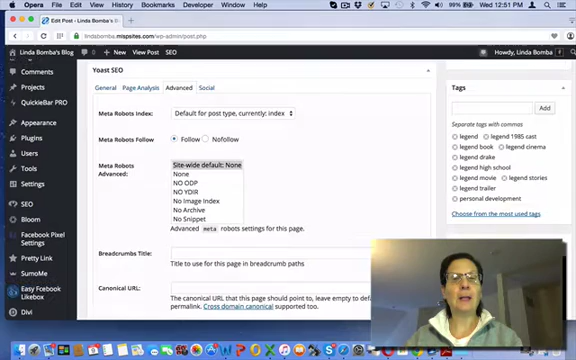 Opera File Edit View History Bookmarks Developer Window Help
99% Wed 12:51 PM
Edit Post ‹ Linda Bomba's
lindasbomba.mispsites.com/wp-admin/post.php
Linda Bomba's Blog 0 + New View Post SEO Howdy, Linda Bomba
Comments
Projects
QuickieBar PRO
Appearance
Plugins
Users
Tools
Settings
SEO
Bloom
Facebook Pixel
Settings
Pretty Link
SumoMe
Easy Fcebook
Likebox
Divi
Yoast SEO
General Page Analysis Advanced Social
Meta Robots Index: Default for post type, currently: index
Meta Robots Follow Follow Nofollow
Meta Robots
Advanced:
Site-wide default: None
None
NO ODP
NO YDIR
No Image Index
No Archive
No Snippet
Advanced meta robots settings for this page.
Breadcrumbs Title:
Title to use for this page in breadcrumb paths
Canonical URL:
The canonical URL that this page should point to, leave empty to default
permalink. Cross domain canonical supported too.
Tags
Add
Separate tags with commas
legend legend 1985 cast
legend book legend cinema
legend drake
legend high school
legend movie legend stories
legend trailer
personal development
Choose from the most used tags